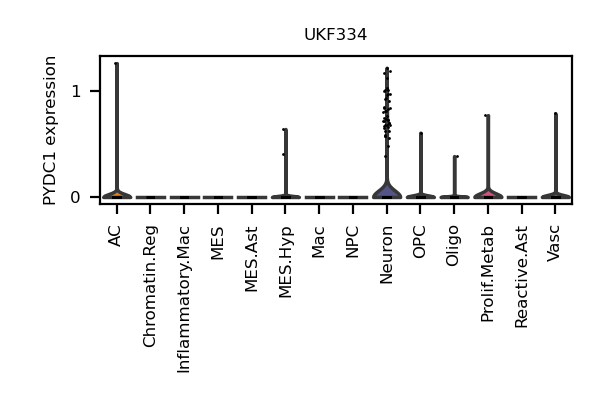 UKF334
PYDC1 expression
1
0
AC
Chromatin.Reg
Inflammatory.Mac
MES
MES.Ast
MES.Hyp
Mac
NPC
Neuron
OPC
Oligo
Prolif.Metab
Reactive.Ast
Vasc